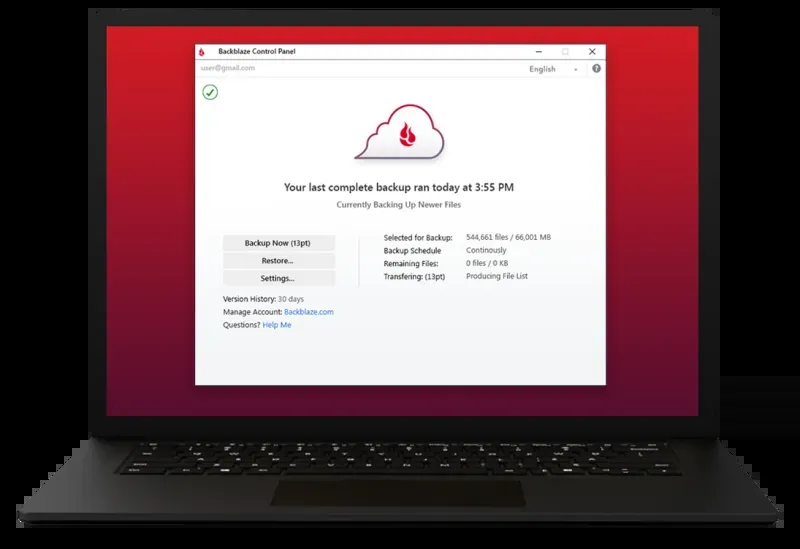 Backblaze Control Panel
user@gmail.com
English
?
Your last complete backup ran today at 3:55 PM
Currently Backing Up Newer Files
Backup Now (13pt)
Restore...
Settings...
Version History: 30 days
Manage Account: Backblaze.com
Questions? Help Me
Selected for Backup: 544,661 files / 66,001 MB
Backup Schedule Continously
Remaining Files: 0 files / 0 KB
Transfering: (13pt) Producing File List